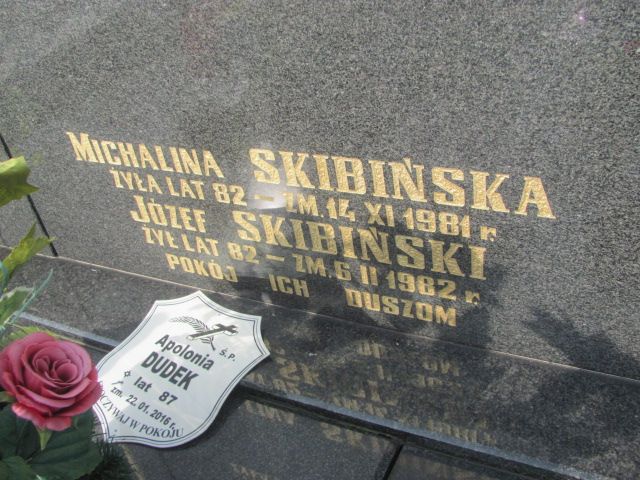 MICHALINA SKIBIŃSKA
ŻYŁA LAT 82 - ZM. 14 XI 1981 r.
JÓZEF SKIBIŃSKI
ŻYŁ LAT 82 - ZM. 6 II 1982 r.
POKÓJ ICH DUSZOM
Ś.P.
Apolonia
DUDEK
lat 87
zm. 22.01.2016 r.
W POKOJU